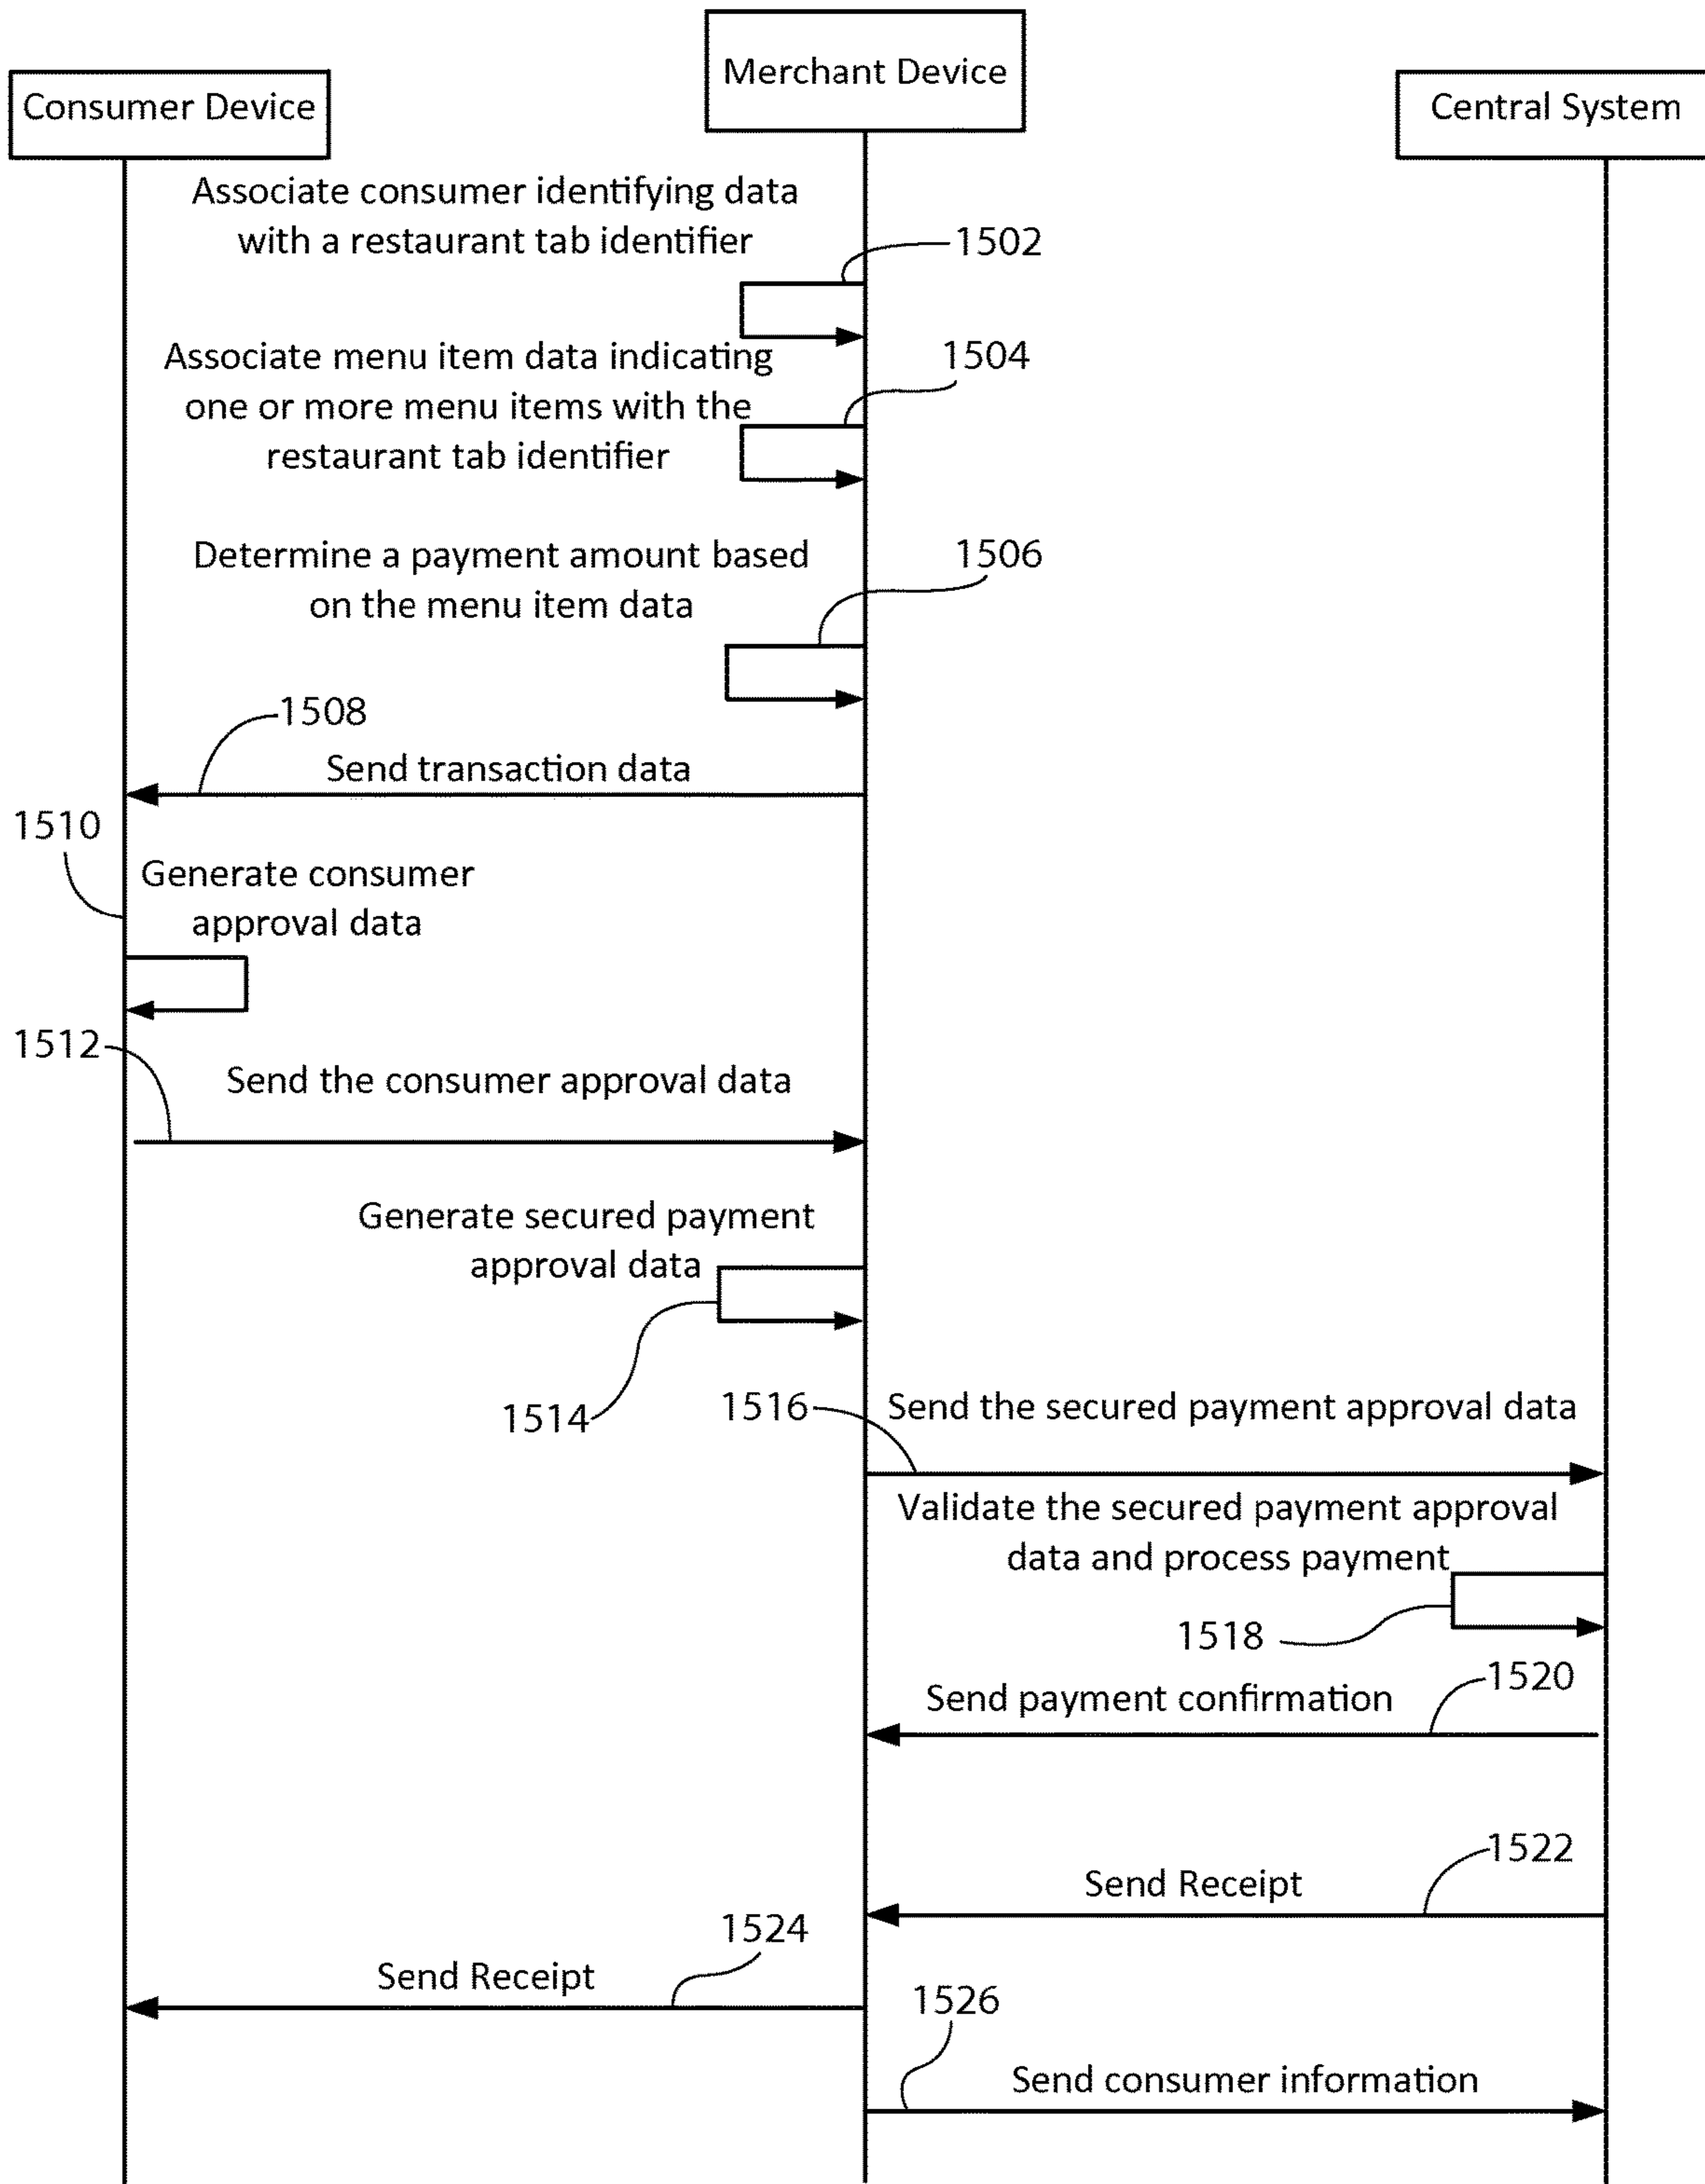 Merchant Device
Consumer Device
Central System
Associate consumer identifying data
with a restaurant tab identifier
1502
Associate menu item data indicating
one or more menu items with the
restaurant tab identifier
1504
Determine a payment amount based
on the menu item data
1506
1508
Send transaction data
1510
Generate consumer
approval data
1512
Send the consumer approval data
Generate secured payment
approval data
1514
1516
Send the secured payment approval data
Validate the secured payment approval
data and process payment
1518
1520
Send payment confirmation
1522
Send Receipt
1524
Send Receipt
1526
Send consumer information